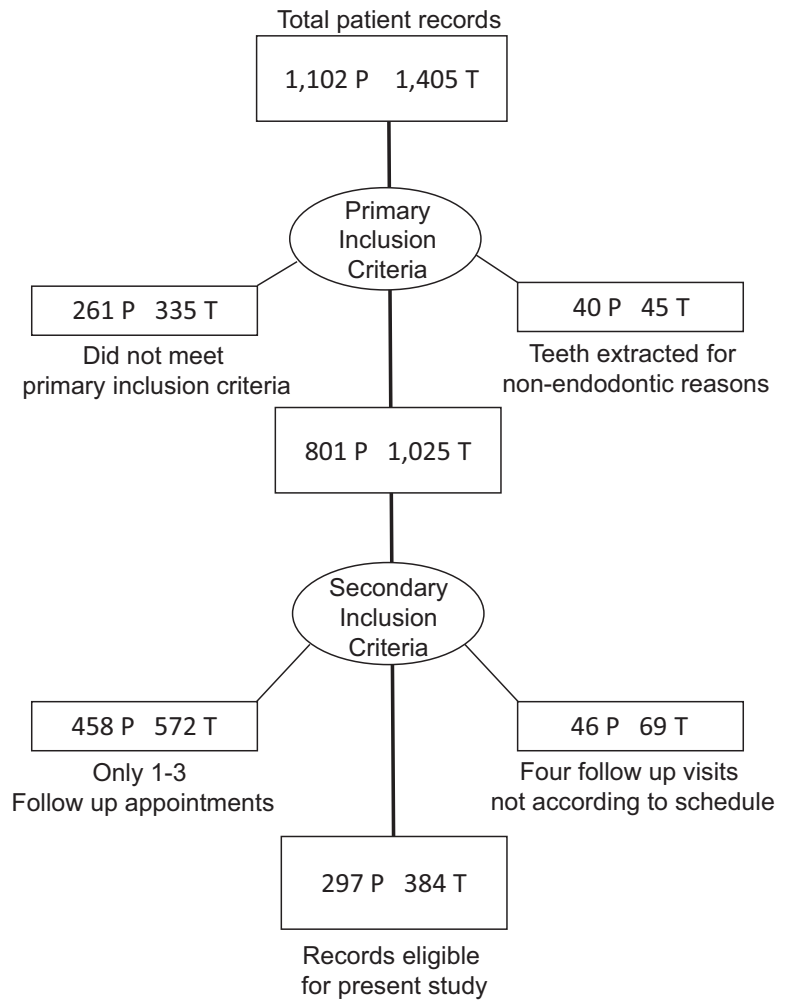 Total patient records
1,102 P 1,405 T
Primary
Inclusion
Criteria
261 P 335 T
Did not meet
primary inclusion criteria
40 P 45 T
Teeth extracted for
non-endodontic reasons
801 P 1,025 T
Secondary
Inclusion
Criteria
458 P 572 T
Only 1-3
Follow up appointments
46 P 69 T
Four follow up visits
not according to schedule
297 P 384 T
Records eligible
for present study